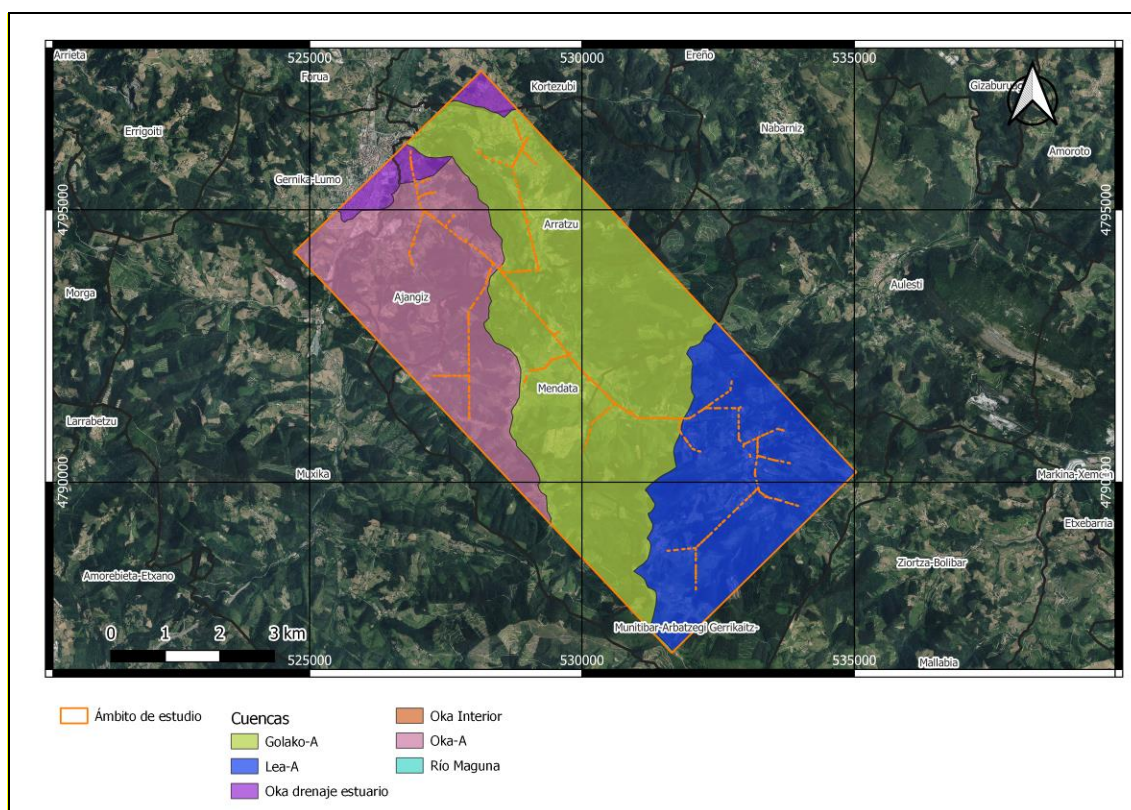 525000 530000 535000
Arrieta
Ereño
Forua
Kortezubi
Gizaburuaga
Errigoiti
Nabarniz
Amoroto
Gernika-Lumo
4795000
4795000
Arratzu
Morga
Ajangiz
Aulesti
Mendata
Larrabetzu
Muxika
4790000
4790000
Markina-Xemein
Etxebarria
Amorebieta-Etxano
Ziortza-Bolibar
0 1 2 3 km
Munitibar-Arbatzegi Gerrikaitz-
525000 530000 535000
Mallabia
Ámbito de estudio
Cuencas
Golako-A
Lea-A
Oka drenaje estuario
Oka Interior
Oka-A
Río Maguna